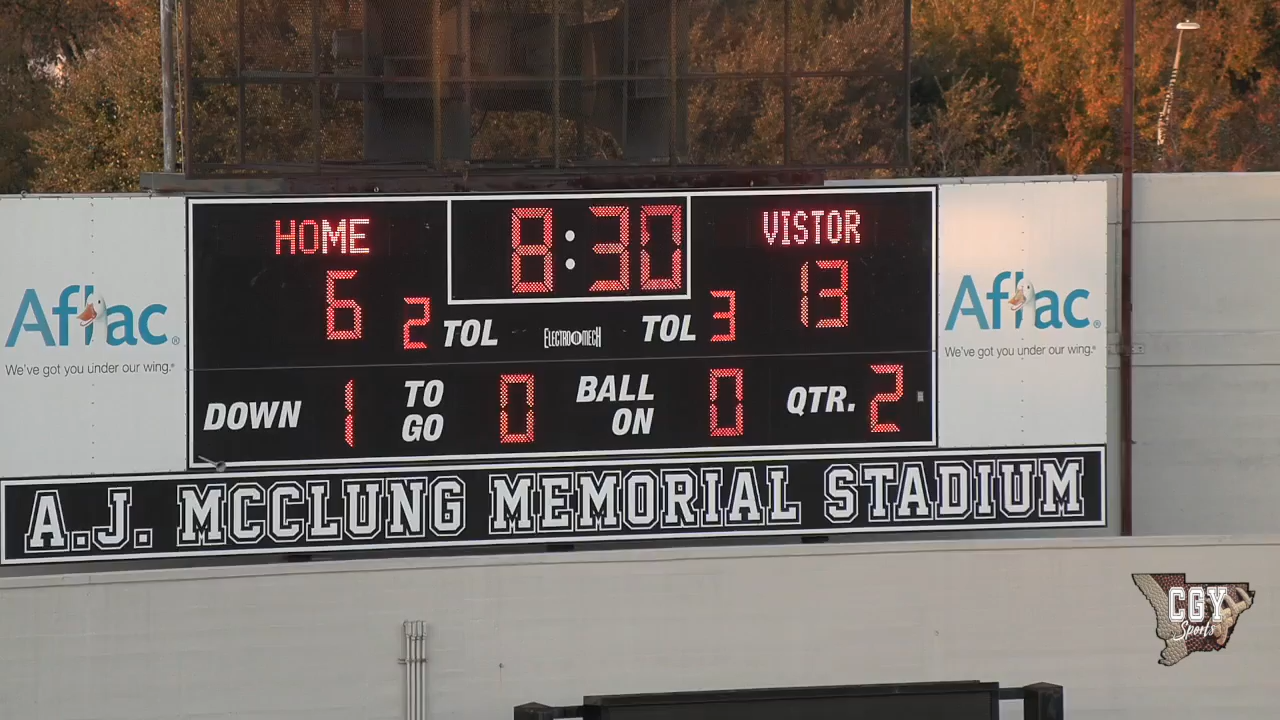 HOME
8:30
VISTOR
6
13
2 TOL
ELECTRO-MECH
TOL 3
Aflac®
We've got you under our wing.®
Aflac®
We've got you under our wing.®
DOWN 1
TO GO 0
BALL ON 0
QTR. 2
A.J. MCCLUNG MEMORIAL STADIUM
CGY
Sports